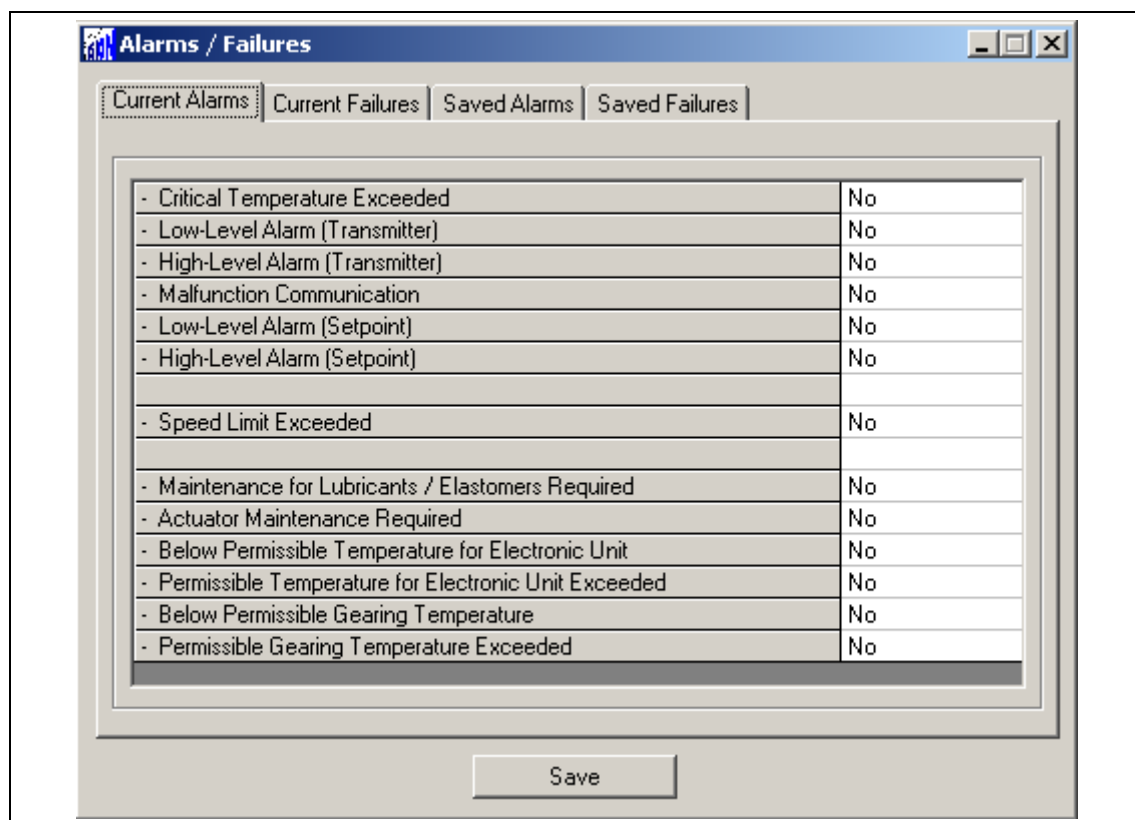 Alarms / Failures
Current Alarms Current Failures Saved Alarms Saved Failures
- Critical Temperature Exceeded No
- Low-Level Alarm (Transmitter) No
- High-Level Alarm (Transmitter) No
- Malfunction Communication No
- Low-Level Alarm (Setpoint) No
- High-Level Alarm (Setpoint) No
- Speed Limit Exceeded No
- Maintenance for Lubricants / Elastomers Required No
- Actuator Maintenance Required No
- Below Permissible Temperature for Electronic Unit No
- Permissible Temperature for Electronic Unit Exceeded No
- Below Permissible Gearing Temperature No
- Permissible Gearing Temperature Exceeded No
Save